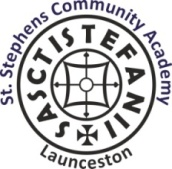 St. Stephens Community Academy
SASCTISTEFANII
Launceston